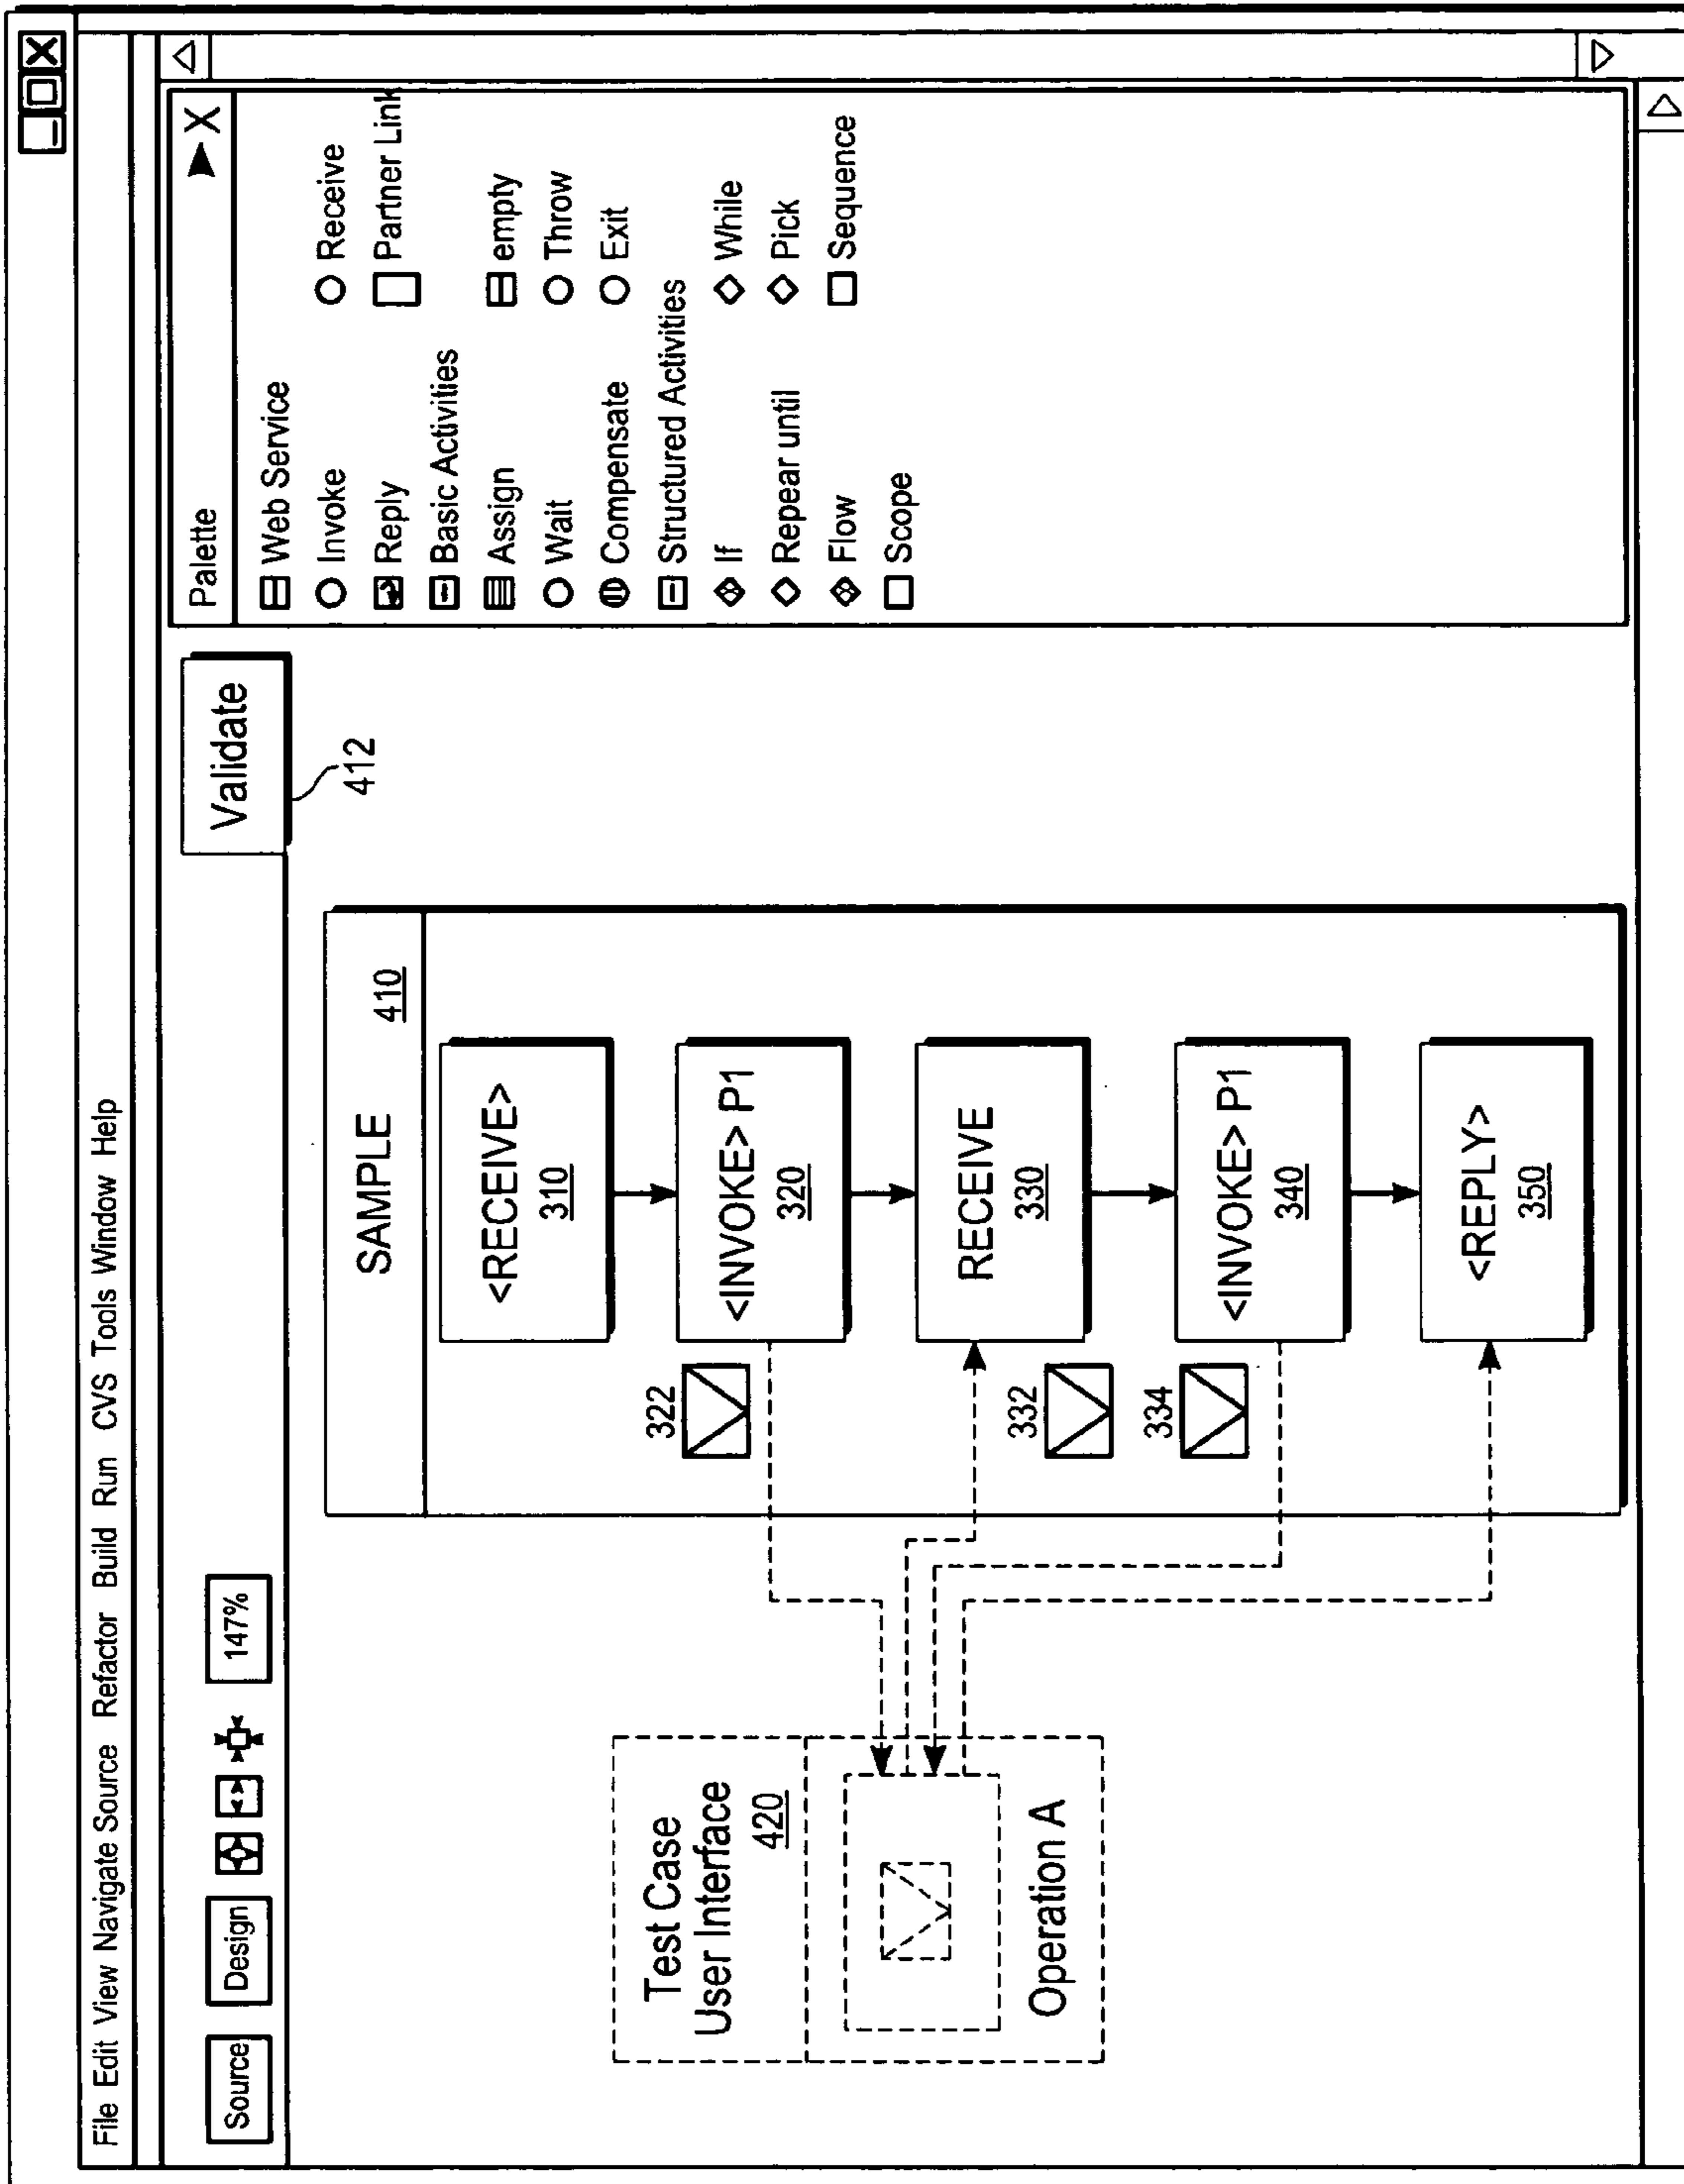 File Edit View Navigate Source Refactor Build Run CVS Tools Window Help
Source Design 147% Validate
412
Test Case
User Interface
420
Operation A
SAMPLE
410
<RECEIVE>
310
322
<INVOKE> P1
320
RECEIVE
330
332
334
<INVOKE> P1
340
<REPLY>
350
Palette X
Web Service
Invoke Receive
Reply Partner Link
Basic Activities
Assign empty
Wait Throw
Compensate Exit
Structured Activities
If While
Repear until Pick
Flow Sequence
Scope